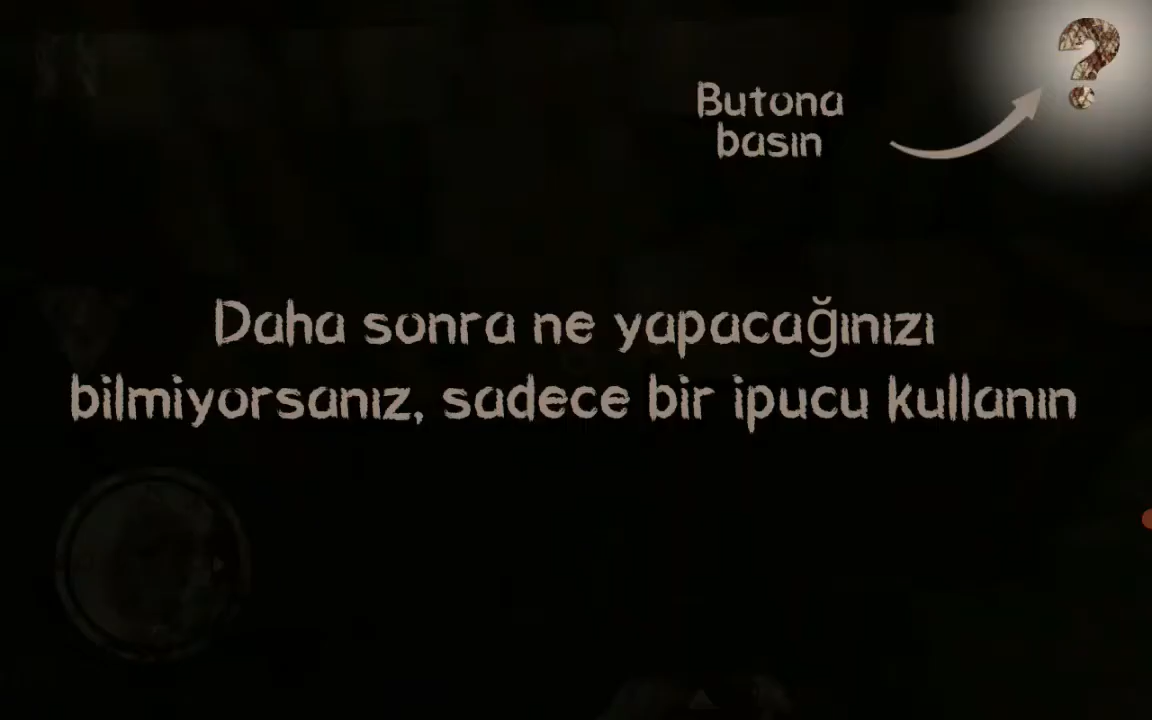 ?
Butona
basın
Daha sonra ne yapacağınızı
bilmiyorsanız, sadece bir ipucu kullanın